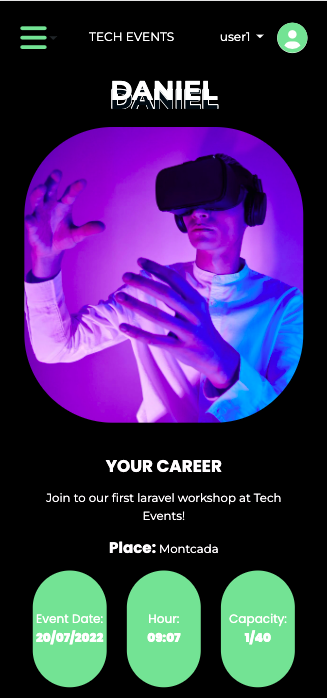 TECH EVENTS user1
DANIEL
DANIEL
YOUR CAREER
Join to our first laravel workshop at Tech
Events!
Place: Montcada
Event Date: Hour: Capacity:
20/07/2022 09:07 1/40